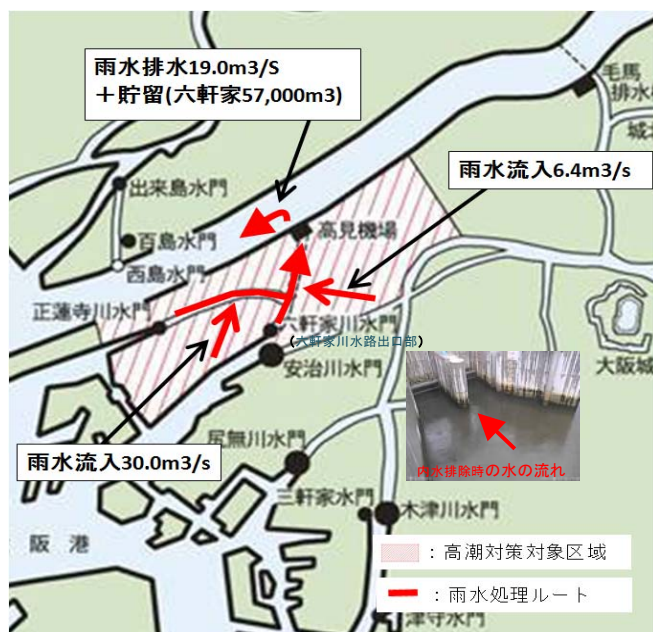 雨水排水19.0m3/S
＋貯留(六軒家57,000m3)
毛馬
排水機
城北
雨水流入6.4m3/s
出来島水門
高見機場
百島水門
西島水門
正蓮寺川水門
六軒家川水門
(六軒家川水路出口部)
安治川水門
大阪城
雨水流入30.0m3/s
尻無川水門
内水排除時の水の流れ
三軒家水門
木津川水門
阪港
：高潮対策対象区域
：雨水処理ルート
津守水門